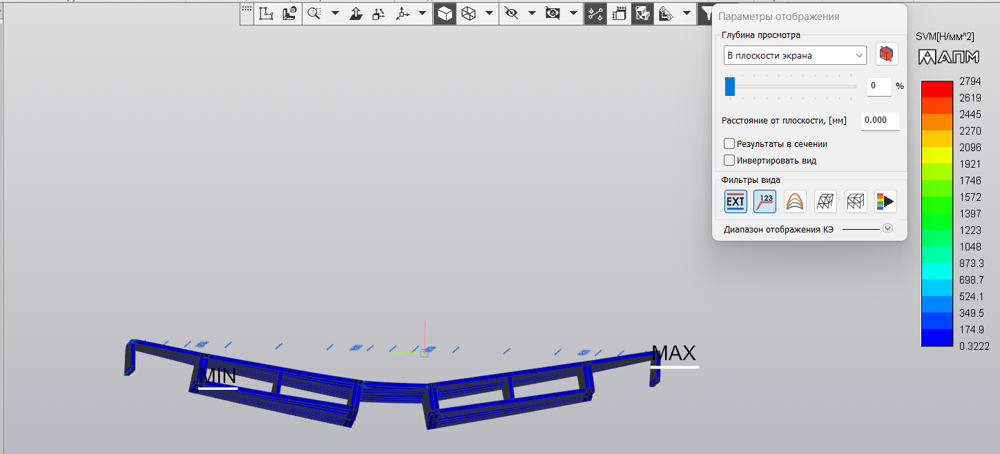 Параметры отображения
Глубина просмотра
В плоскости экрана
0 %
Расстояние от плоскости, [мм] 0.000
Результаты в сечении
Инвертировать вид
Фильтры вида
EXT 123
Диапазон отображения КЭ
SVM[Н/мм^2]
АПМ
2794
2619
2445
2270
2096
1921
1746
1572
1397
1223
1048
873.3
698.7
524.1
349.5
174.9
0.3222
MAX
MIN